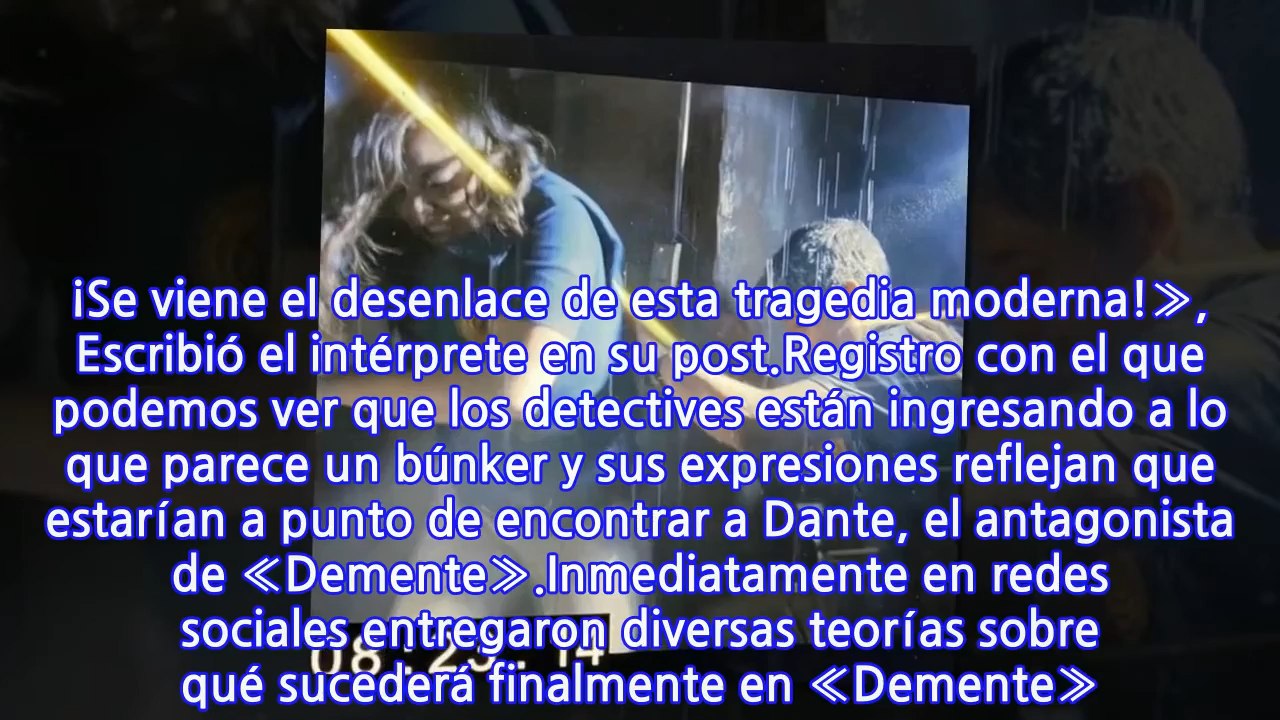 ¡Se viene el desenlace de esta tragedia moderna!≫,
Escribió el intérprete en su post.Registro con el que
podemos ver que los detectives están ingresando a lo
que parece un búnker y sus expresiones reflejan que
estarían a punto de encontrar a Dante, el antagonista
de ≪Demente≫.Inmediatamente en redes
sociales entregaron diversas teorías sobre
qué sucederá finalmente en ≪Demente≫